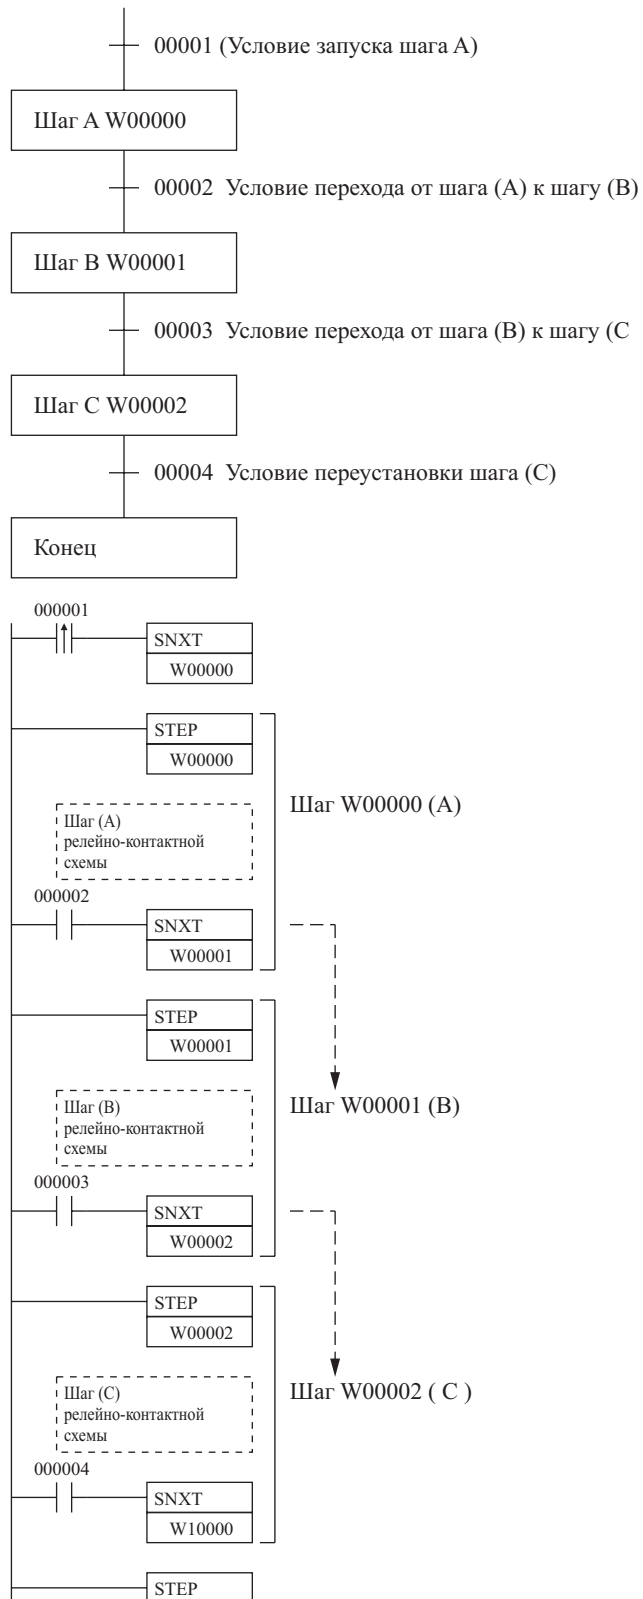 00001 (Условие запуска шага А)
Шаг А W00000
00002 Условие перехода от шага (А) к шагу (В)
Шаг В W00001
00003 Условие перехода от шага (В) к шагу (С
Шаг С W00002
00004 Условие переустановки шага (С)
Конец
000001
SNXT
W00000
STEP
W00000
Шаг W00000 (А)
Шаг (А)
релейно-контактной
схемы
000002
SNXT
W00001
STEP
W00001
Шаг W00001 (В)
Шаг (В)
релейно-контактной
схемы
000003
SNXT
W00002
STEP
W00002
Шаг W00002 ( С )
Шаг (С)
релейно-контактной
схемы
000004
SNXT
W10000
STEP